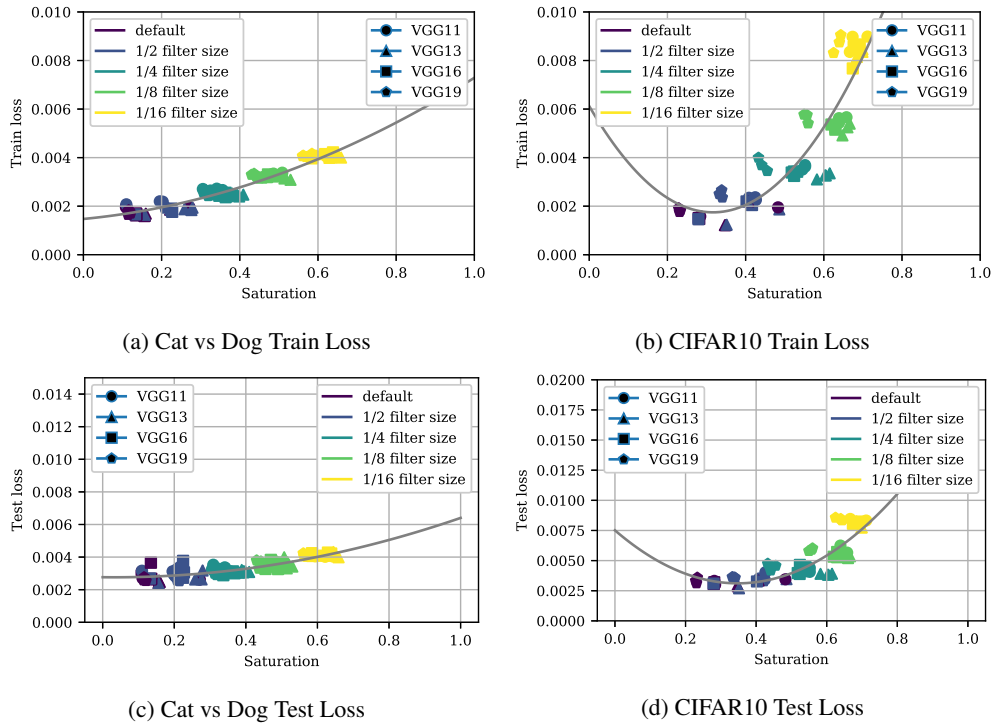 0.010
0.008
0.006
0.004
0.002
0.000
Train loss
default
1/2 filter size
1/4 filter size
1/8 filter size
1/16 filter size
VGG11
VGG13
VGG16
VGG19
0.0 0.2 0.4 0.6 0.8 1.0
Saturation
(a) Cat vs Dog Train Loss
0.010
0.008
0.006
0.004
0.002
0.000
Train loss
default
1/2 filter size
1/4 filter size
1/8 filter size
1/16 filter size
VGG11
VGG13
VGG16
VGG19
0.0 0.2 0.4 0.6 0.8 1.0
Saturation
(b) CIFAR10 Train Loss
0.014
0.012
0.010
0.008
0.006
0.004
0.002
0.000
Test loss
VGG11
VGG13
VGG16
VGG19
default
1/2 filter size
1/4 filter size
1/8 filter size
1/16 filter size
0.0 0.2 0.4 0.6 0.8 1.0
Saturation
(c) Cat vs Dog Test Loss
0.0200
0.0175
0.0150
0.0125
0.0100
0.0075
0.0050
0.0025
0.0000
Test loss
VGG11
VGG13
VGG16
VGG19
default
1/2 filter size
1/4 filter size
1/8 filter size
1/16 filter size
0.0 0.2 0.4 0.6 0.8 1.0
Saturation
(d) CIFAR10 Test Loss